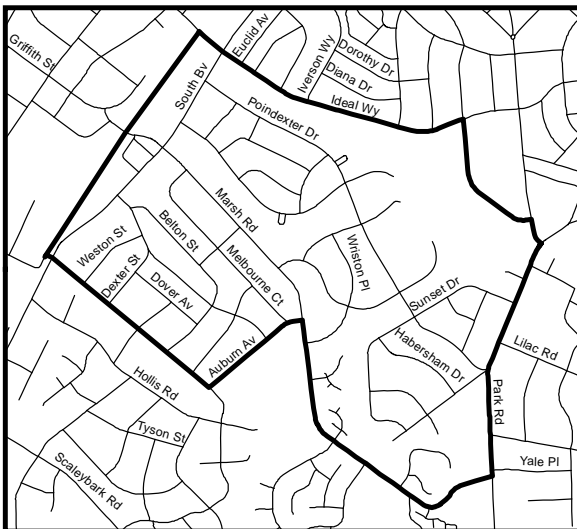 Griffith St
Euclid Av
Iverson Wy
Dorothy Dr
Diana Dr
Ideal Wy
South Bv
Poindexter Dr
Marsh Rd
Belton St
Weston St
Melbourne Ct
Wriston Pl
Dexter St
Dover Av
Sunset Dr
Auburn Av
Habersham Dr
Lilac Rd
Hollis Rd
Park Rd
Tyson St
Yale Pl
Scaleybark Rd